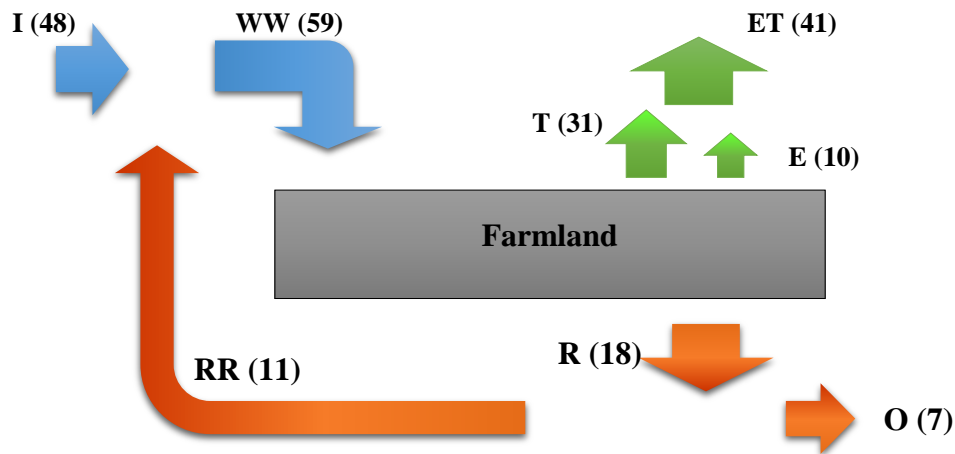 I (48)
WW (59)
ET (41)
T (31)
E (10)
Farmland
R (18)
RR (11)
O (7)